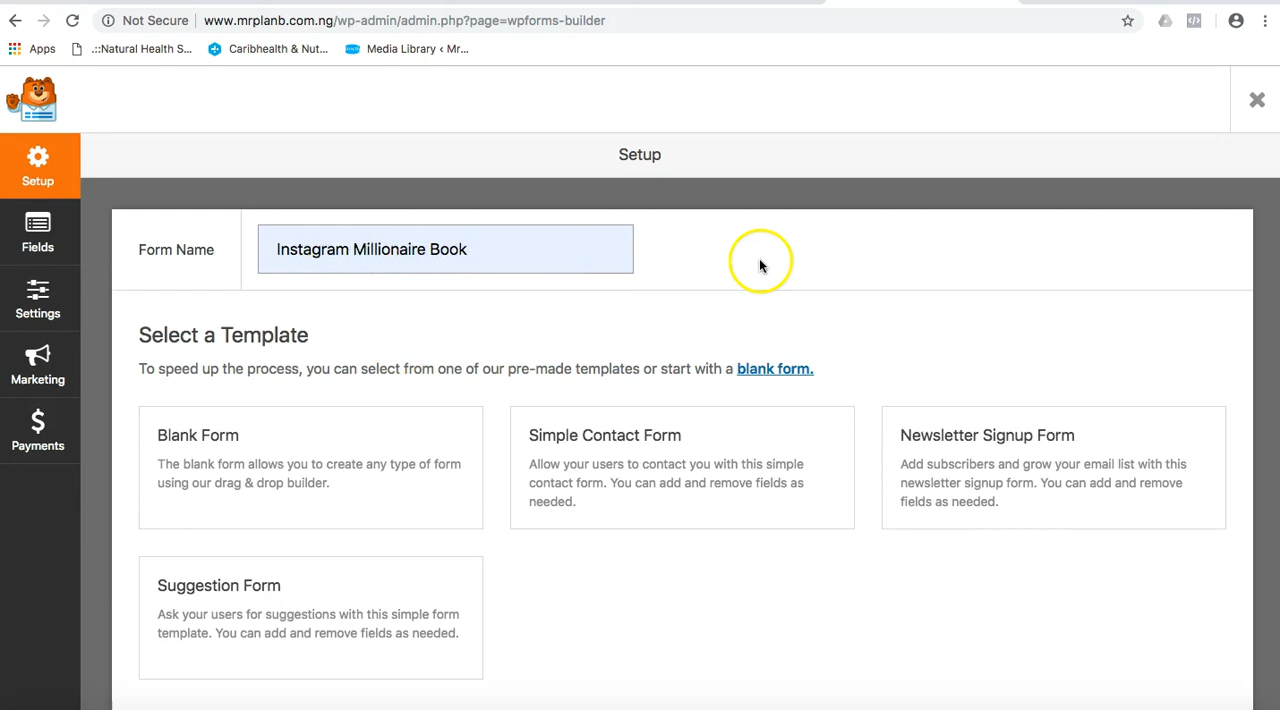 Not Secure www.mrplanb.com.ng/wp-admin/admin.php?page=wpforms-builder
Apps .::Natural Health S... Caribhealth & Nut... Media Library < Mr...
Setup
Setup
Fields
Settings
Marketing
Payments
Form Name Instagram Millionaire Book
Select a Template
To speed up the process, you can select from one of our pre-made templates or start with a blank form.
Blank Form
The blank form allows you to create any type of form
using our drag & drop builder.
Simple Contact Form
Allow your users to contact you with this simple
contact form. You can add and remove fields as
needed.
Newsletter Signup Form
Add subscribers and grow your email list with this
newsletter signup form. You can add and remove
fields as needed.
Suggestion Form
Ask your users for suggestions with this simple form
template. You can add and remove fields as needed.